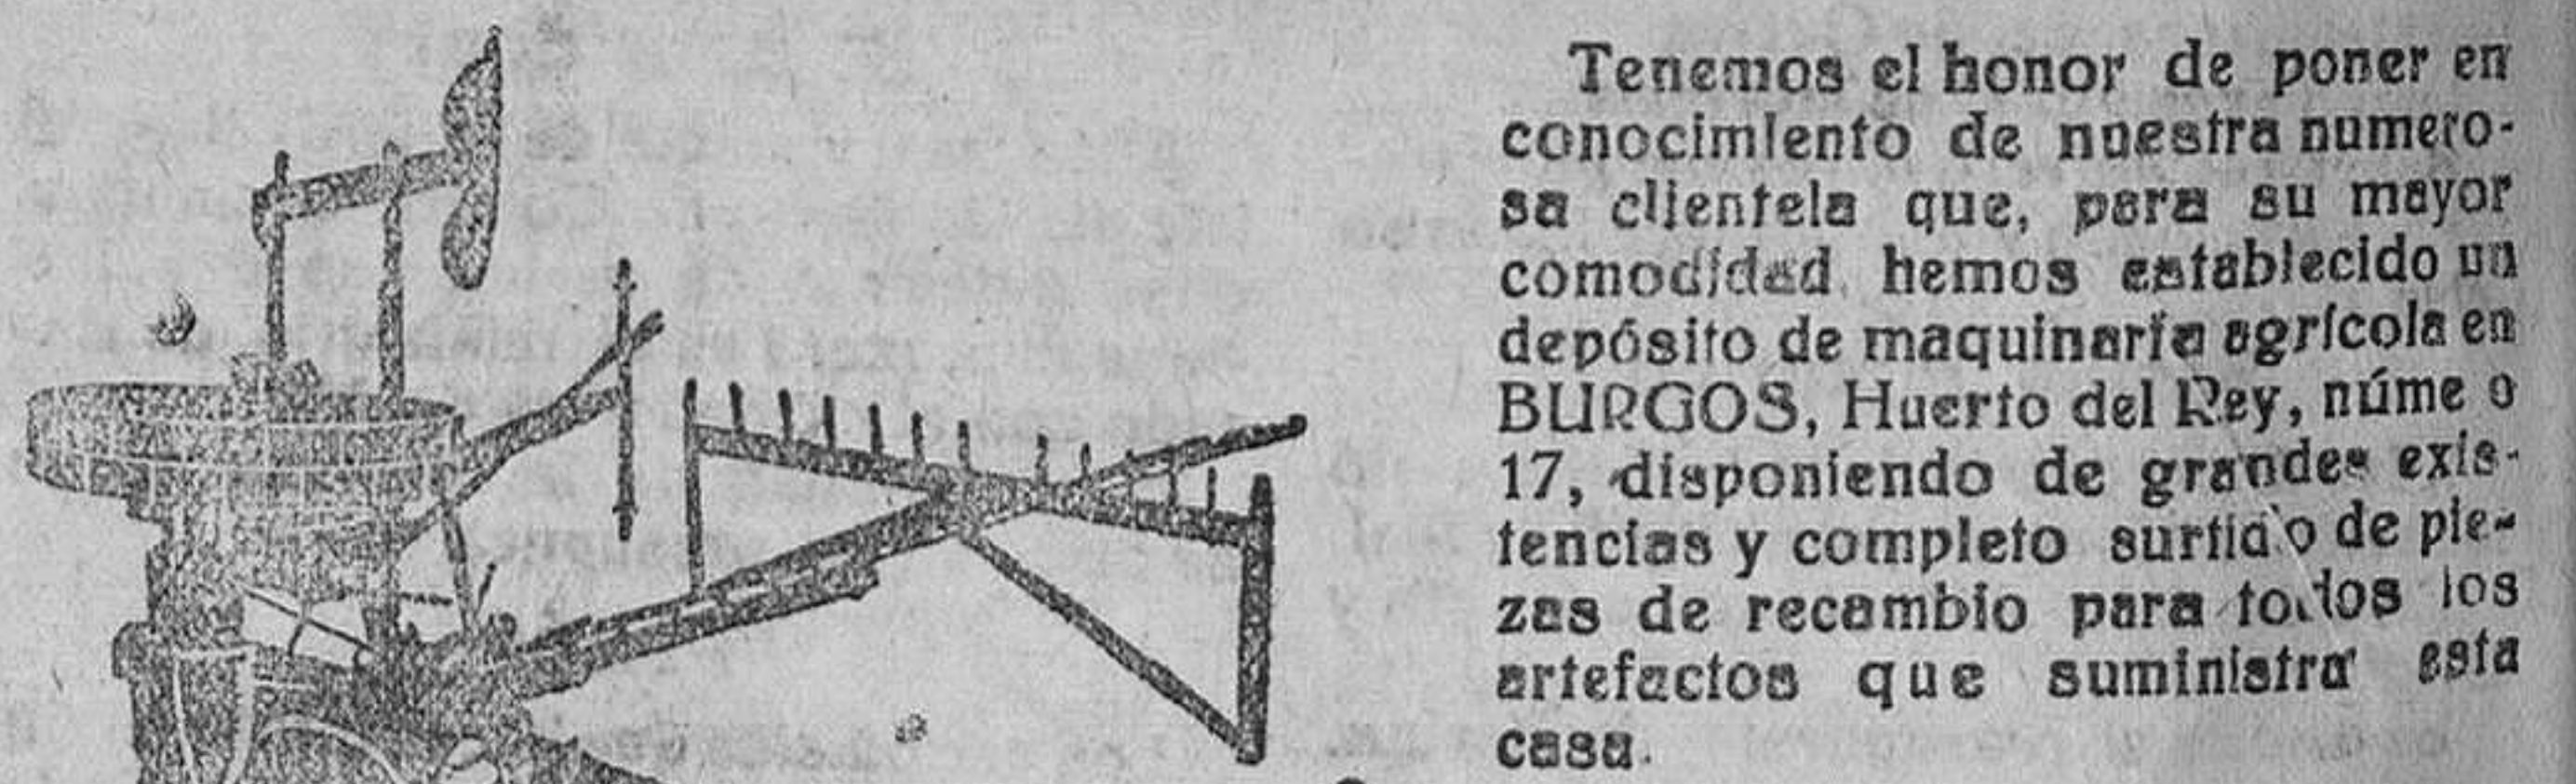 Tenemos el honor de poner en
conocimiento de nuestra numero-
sa clientela que, para su mayor
comodidad, hemos establecido un
depósito de maquinaria agrícola en
BURGOS, Huerto del Rey, núme o
17, disponiendo de grandes exis-
tencias y completo surtido de pie-
zas de recambio para todos los
artefactos que suministra esta
casa.